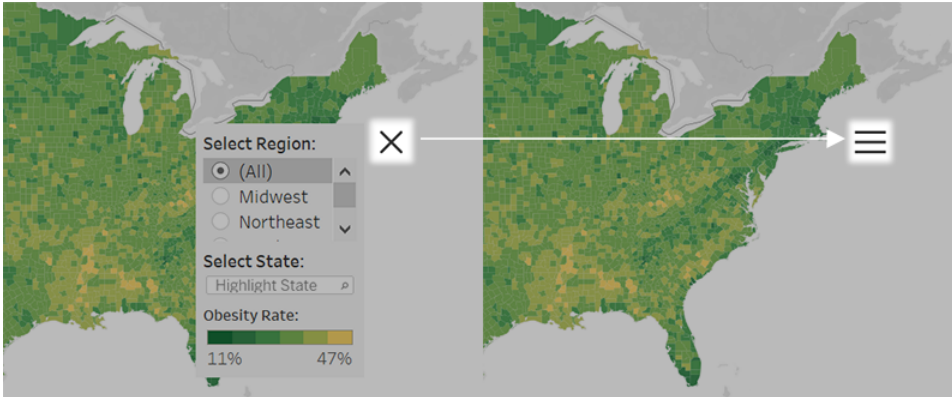 Select Region:
(All)
Midwest
Northeast
Select State:
Highlight State
Obesity Rate:
11% 47%